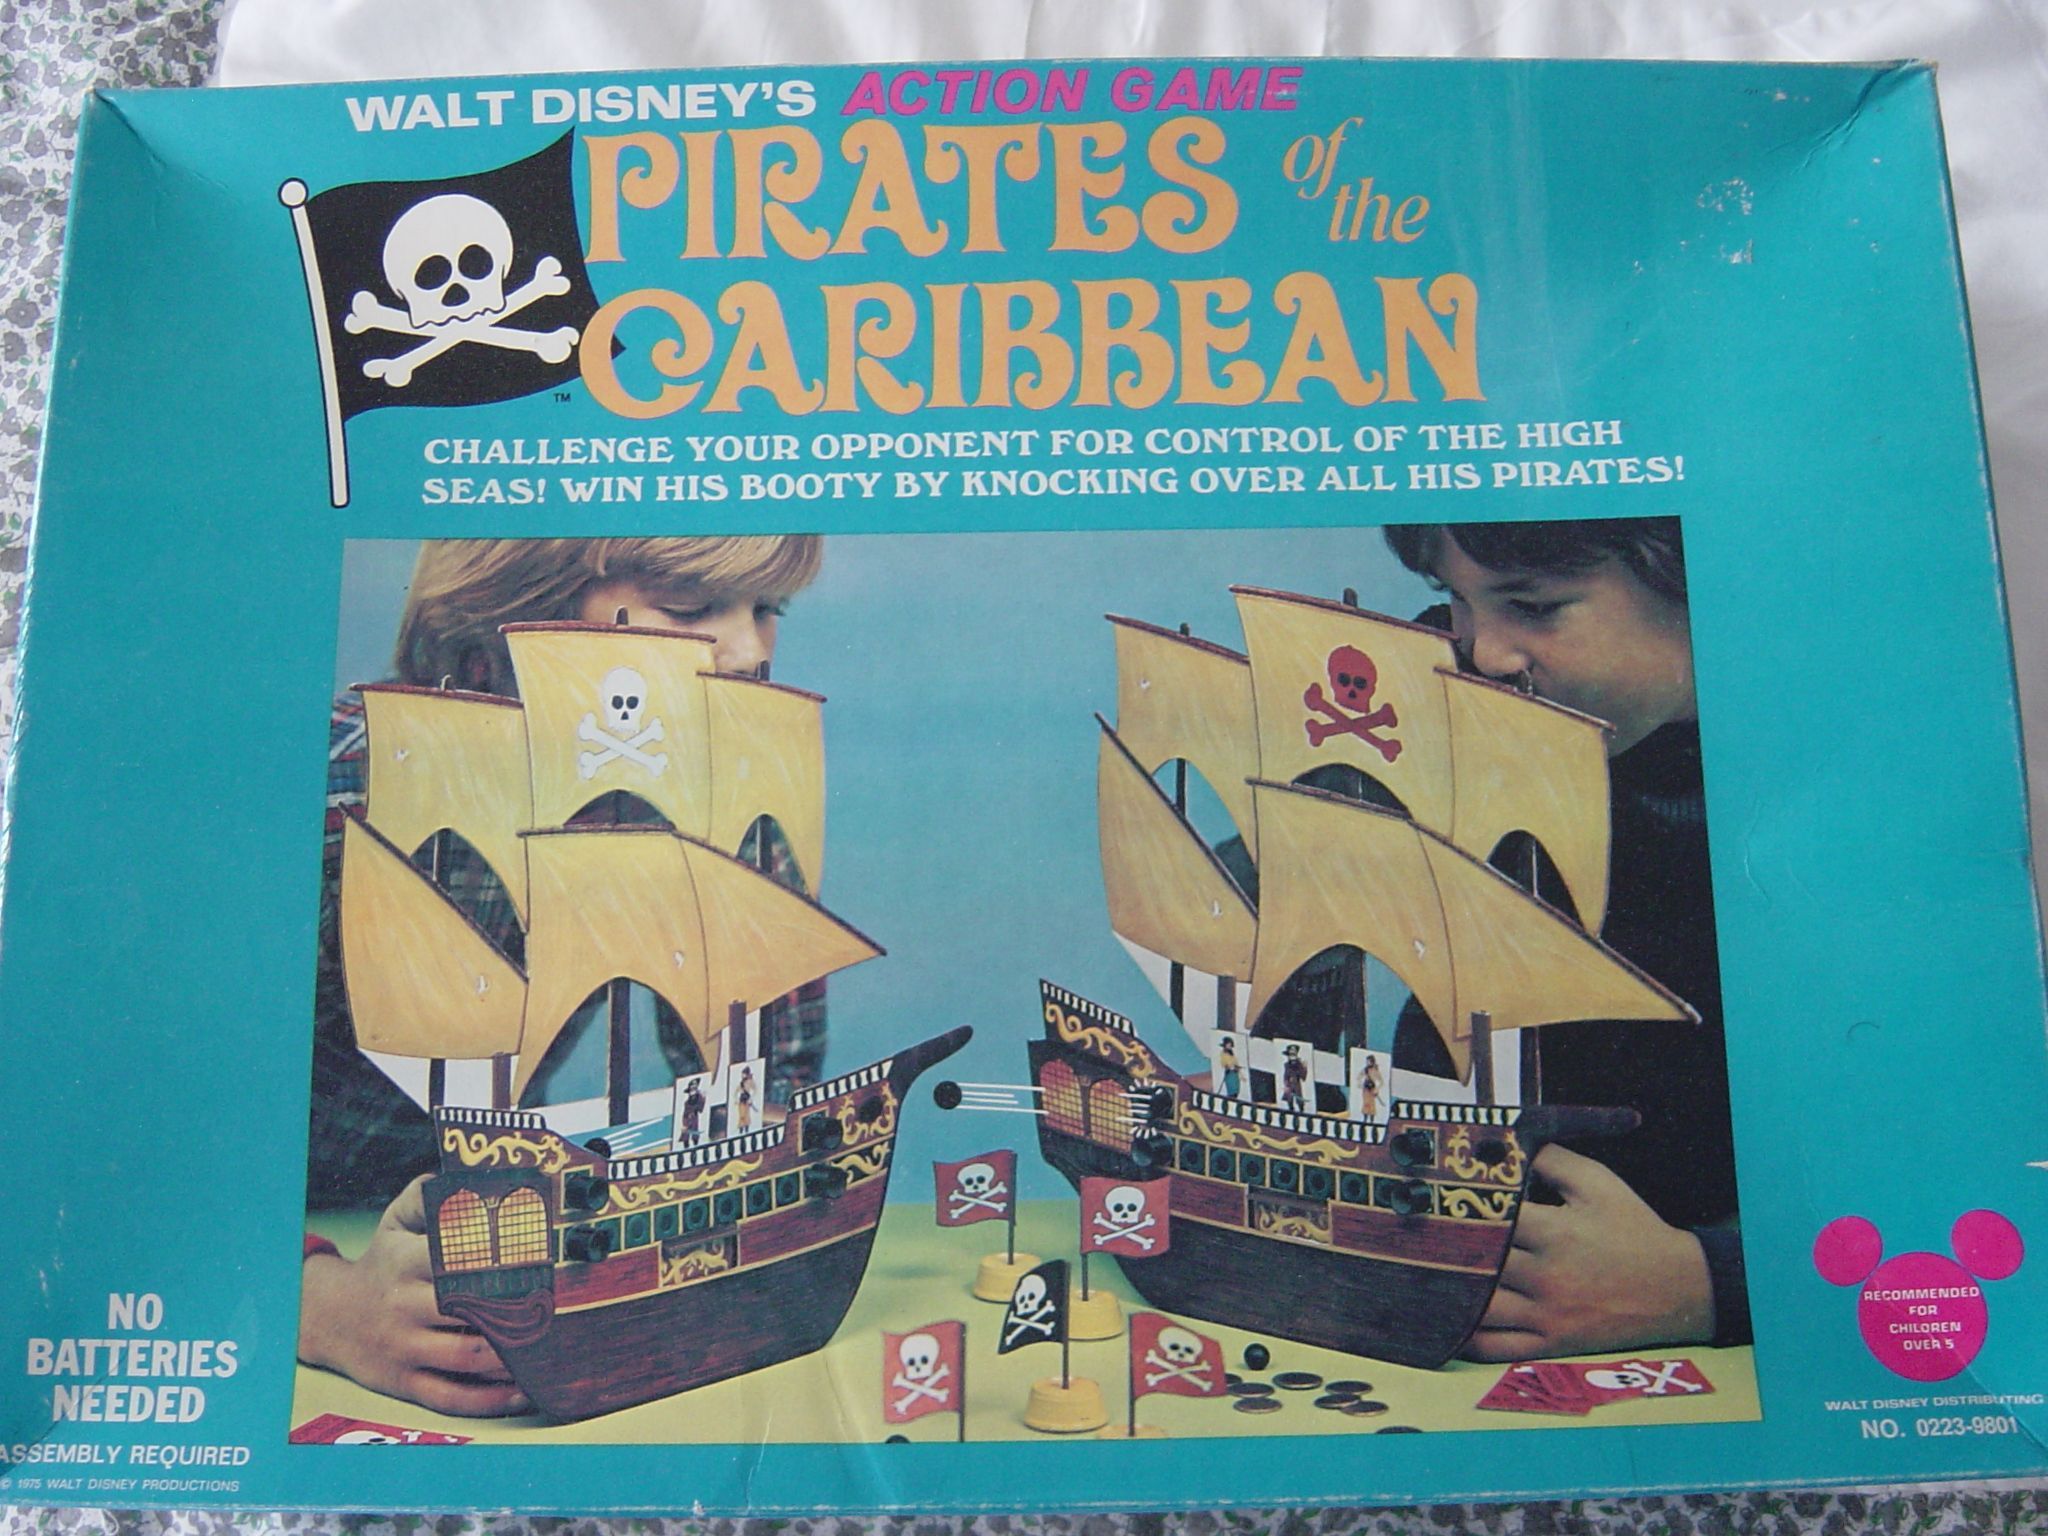 WALT DISNEY'S ACTION GAME
PIRATES of the
CARIBBEAN
TM
CHALLENGE YOUR OPPONENT FOR CONTROL OF THE HIGH
SEAS! WIN HIS BOOTY BY KNOCKING OVER ALL HIS PIRATES!
NO
BATTERIES
NEEDED
ASSEMBLY REQUIRED
© 1975 WALT DISNEY PRODUCTIONS
RECOMMENDED
FOR
CHILDREN
OVER 5
WALT DISNEY DISTRIBUTING
NO. 0223-9801